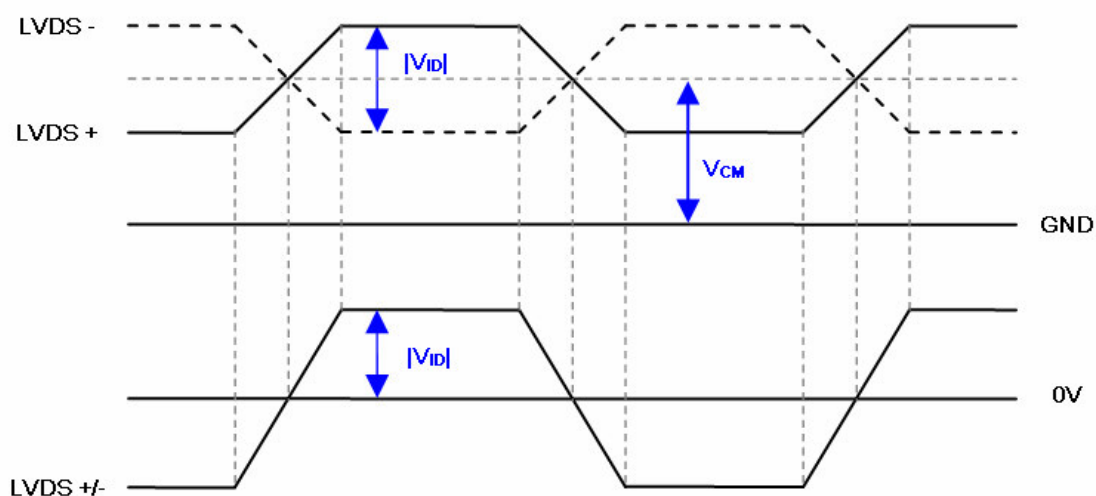 LVDS -
|VID|
LVDS +
VCM
GND
|VID|
0V
LVDS +/-